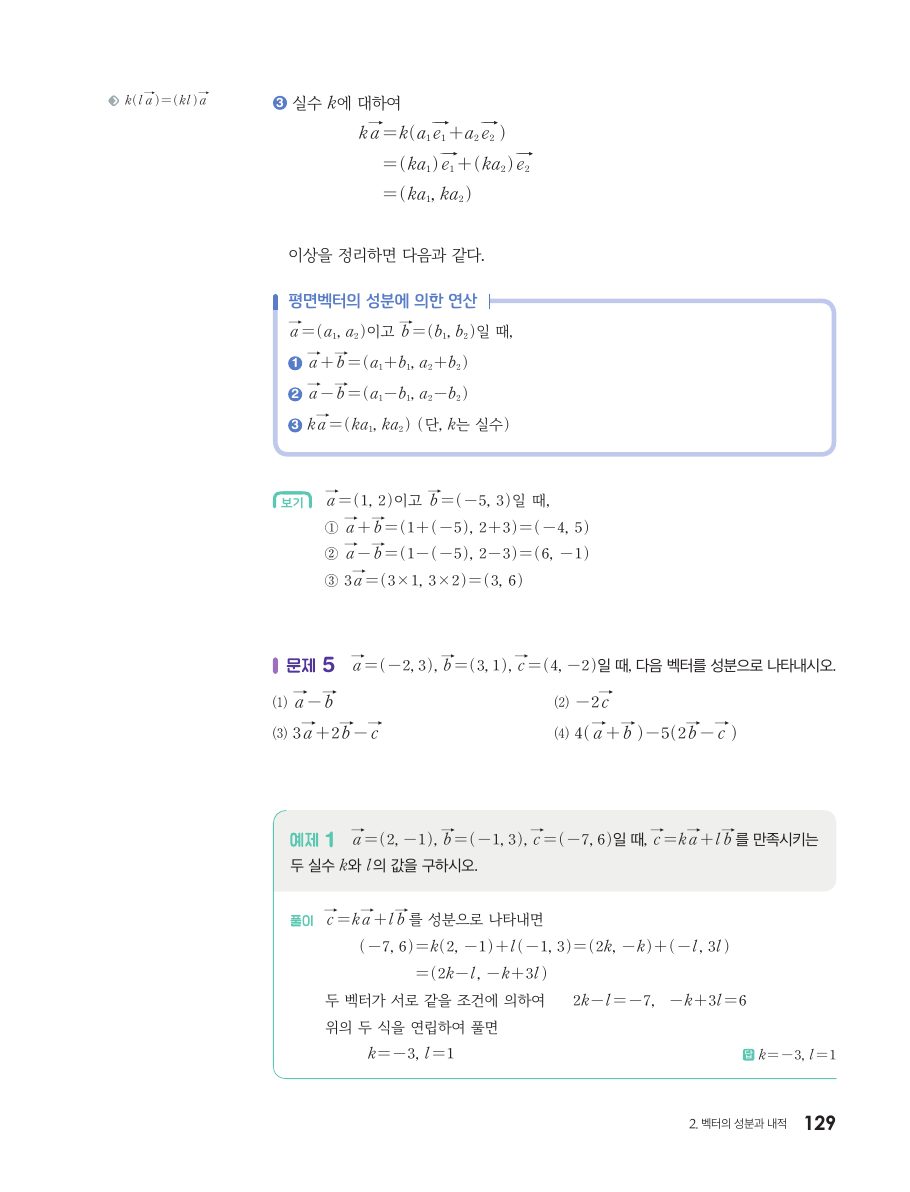 k(la⃗)=(kl)a⃗
❸ 실수 k에 대하여
ka⃗=k(a₁e₁⃗+a₂e₂⃗)
=(ka₁)e₁⃗+(ka₂)e₂⃗
=(ka₁, ka₂)
이상을 정리하면 다음과 같다.
평면벡터의 성분에 의한 연산
a⃗=(a₁, a₂)이고 b⃗=(b₁, b₂)일 때,
❶ a⃗+b⃗=(a₁+b₁, a₂+b₂)
❷ a⃗-b⃗=(a₁-b₁, a₂-b₂)
❸ ka⃗=(ka₁, ka₂) (단, k는 실수)
보기 a⃗=(1, 2)이고 b⃗=(-5, 3)일 때,
① a⃗+b⃗=(1+(-5), 2+3)=(-4, 5)
② a⃗-b⃗=(1-(-5), 2-3)=(6, -1)
③ 3a⃗=(3×1, 3×2)=(3, 6)
문제 5 a⃗=(-2, 3), b⃗=(3, 1), c⃗=(4, -2)일 때, 다음 벡터를 성분으로 나타내시오.
(1) a⃗-b⃗ (2) -2c⃗
(3) 3a⃗+2b⃗-c⃗ (4) 4(a⃗+b⃗)-5(2b⃗-c⃗)
예제 1 a⃗=(2, -1), b⃗=(-1, 3), c⃗=(-7, 6)일 때, c⃗=ka⃗+lb⃗를 만족시키는
두 실수 k와 l의 값을 구하시오.
풀이 c⃗=ka⃗+lb⃗를 성분으로 나타내면
(-7, 6)=k(2, -1)+l(-1, 3)=(2k, -k)+(-l, 3l)
=(2k-l, -k+3l)
두 벡터가 서로 같을 조건에 의하여 2k-l=-7, -k+3l=6
위의 두 식을 연립하여 풀면
k=-3, l=1 답 k=-3, l=1
2. 벡터의 성분과 내적 129